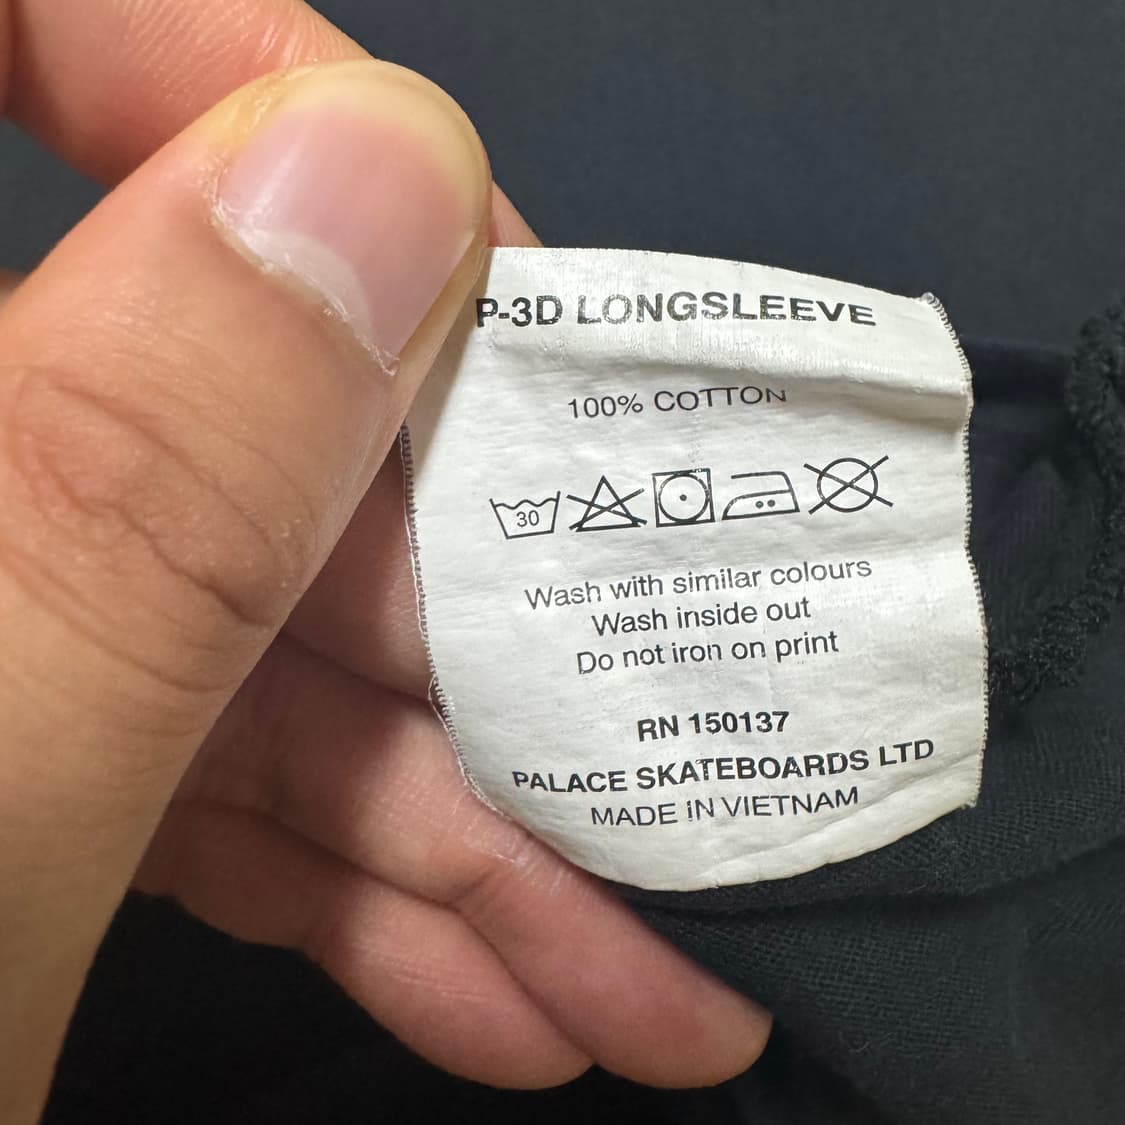 P-3D LONGSLEEVE
100% COTTON
30
Wash with similar colours
Wash inside out
Do not iron on print
RN 150137
PALACE SKATEBOARDS LTD
MADE IN VIETNAM